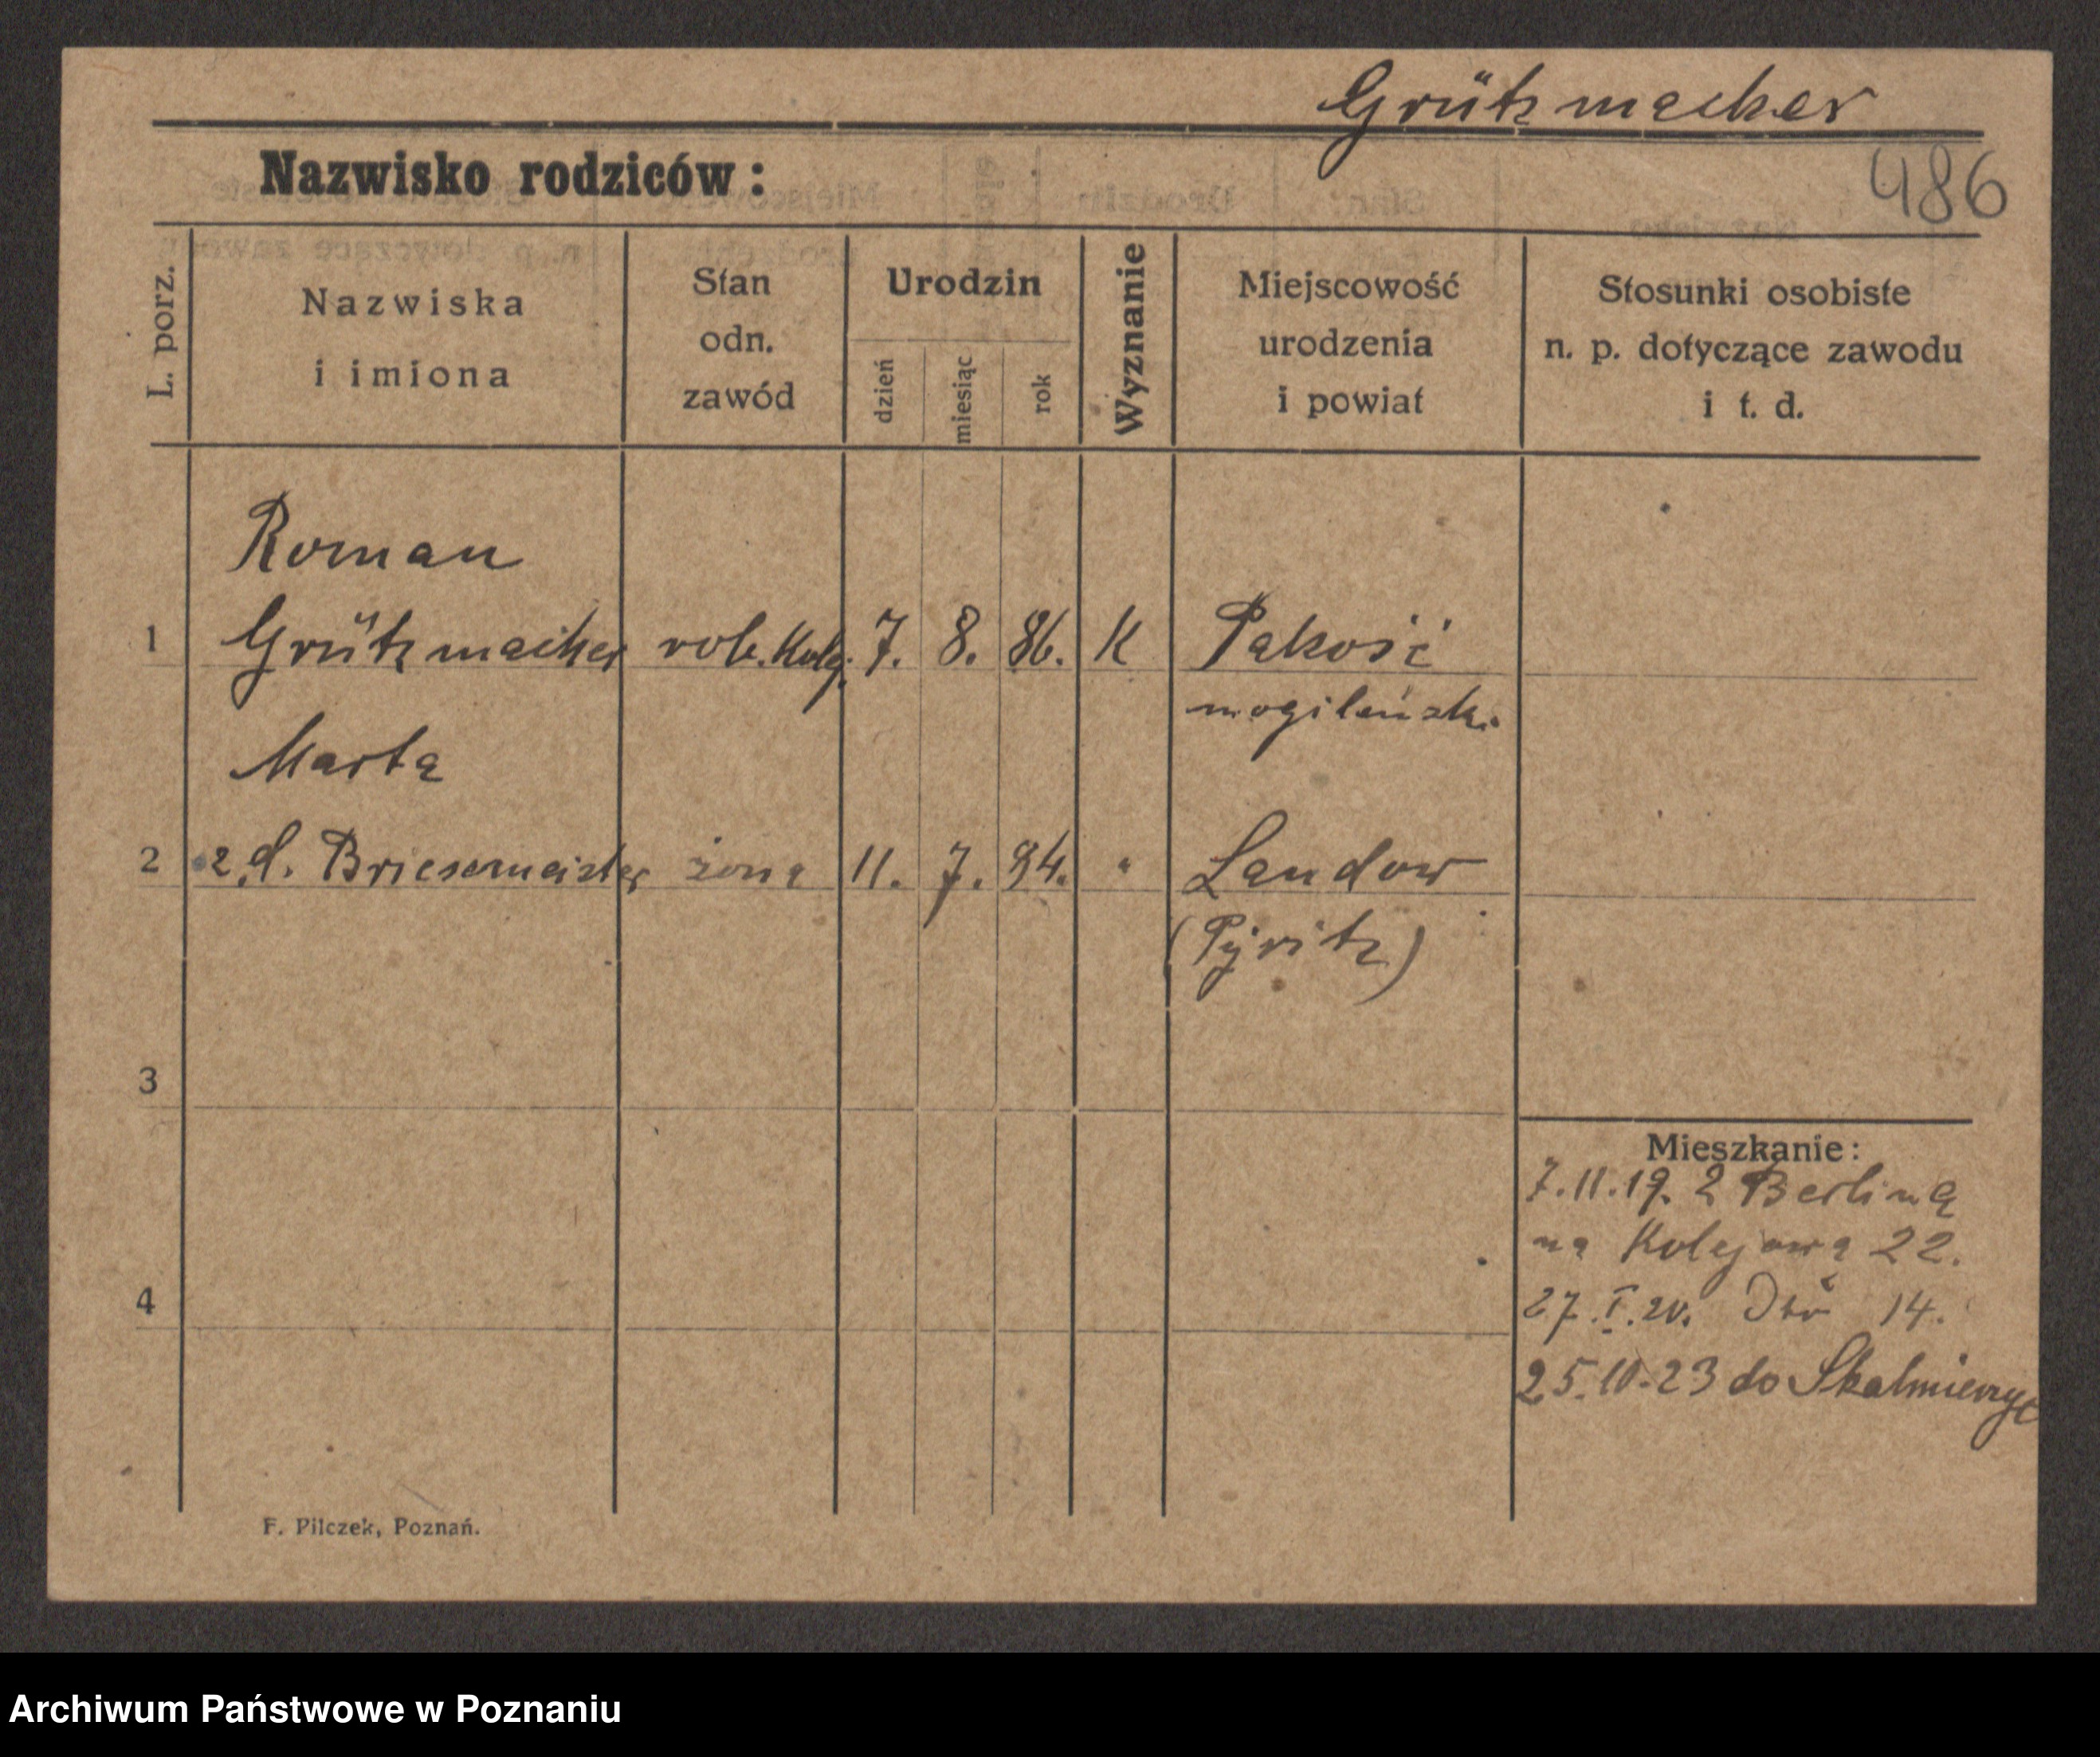 Grützmacher
Nazwisko rodziców:
486
L. porz.
Nazwiska
i imiona
Stan
odn.
zawód
Urodzin
dzień
miesiąc
rok
Wyznanie
Miejscowość
urodzenia
i powiat
Stosunki osobiste
n. p. dotyczące zawodu
i t. d.
Roman
1 Grützmacher rob. Kolej. 7. 8. 86. K Pakość
mogileńsk.
Marta
2 z d. Briesemeister żona 11. 7. 94. " Landow
(Pyritz)
3
Mieszkanie:
7.11.19. z Berlina
na Kolejową 22.
4
27.I.20. 14.
25.10.23 do Skalmierzyc
F. Pilczek, Poznań.
Archiwum Państwowe w Poznaniu